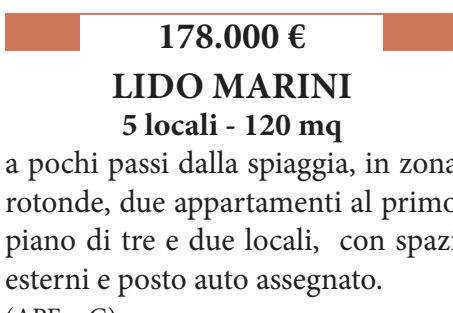 178.000 €
LIDO MARINI
5 locali - 120 mq
a pochi passi dalla spiaggia, in zona
rotonde, due appartamenti al primo
piano di tre e due locali, con spazi
esterni e posto auto assegnato.